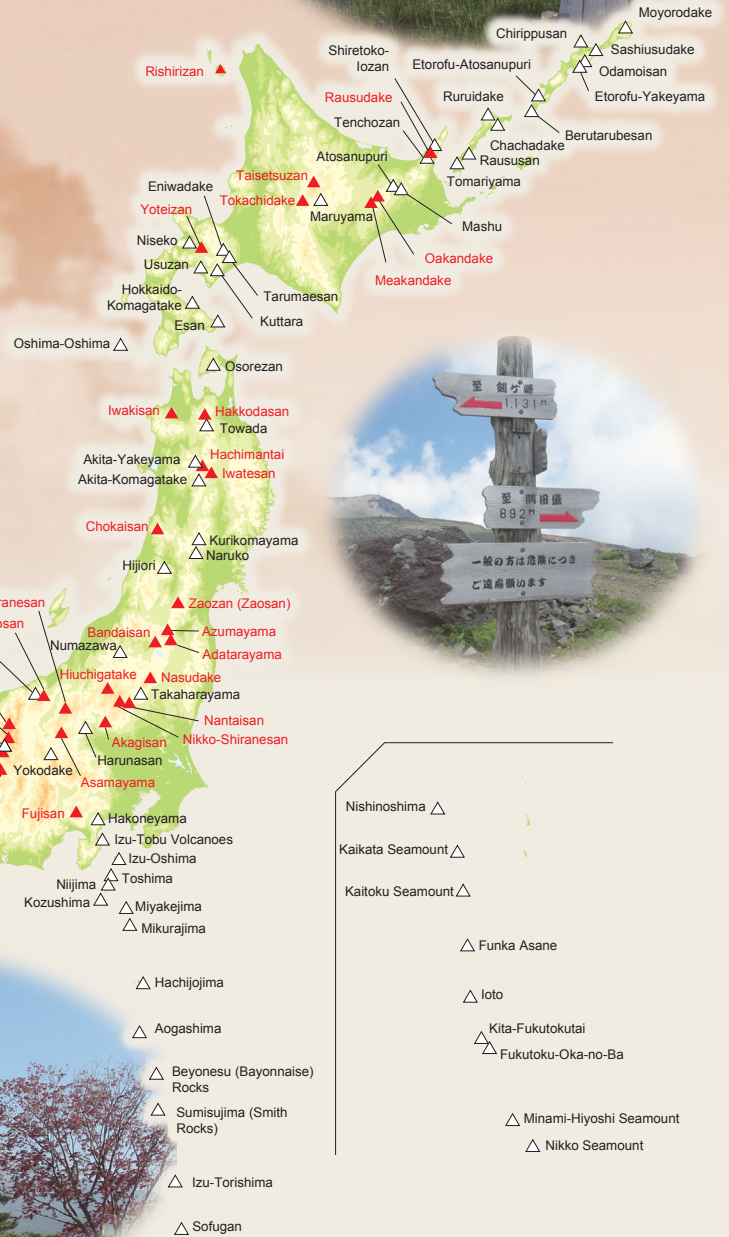 Moyorodake
Chirippusan
Sashiusudake
Shiretoko-
Iozan
Etorofu-Atosanupuri
Odamoisan
Rishirizan
Rausudake
Ruruidake
Etorofu-Yakeyama
Tenchozan
Berutarubesan
Chachadake
Atosanupuri
Raususan
Taisetsuzan
Tomariyama
Eniwadake
Tokachidake
Yoteizan
Maruyama
Mashu
Niseko
Oakandake
Usuzan
Meakandake
Hokkaido-
Komagatake
Tarumaesan
Esan
Kuttara
Oshima-Oshima
Osorezan
至 剣ヶ峰
1.131M
Iwakisan
Hakkodasan
Towada
Hachimantai
Akita-Yakeyama
Iwatesan
Akita-Komagatake
至 隅田盛
892M
Chokaisan
Kurikomayama
Naruko
一般の方は危険につき
Hijiori
ご遠慮願います
ranesan
Zaozan (Zaosan)
osan
Bandaisan
Azumayama
Numazawa
Adatarayama
Hiuchigatake
Nasudake
Takaharayama
Nantaisan
Akagisan
Nikko-Shiranesan
Harunasan
Yokodake
Asamayama
Fujisan
Hakoneyama
Nishinoshima
Izu-Tobu Volcanoes
Kaikata Seamount
Izu-Oshima
Toshima
Niijima
Kaitoku Seamount
Kozushima
Miyakejima
Mikurajima
Funka Asane
Hachijojima
Ioto
Aogashima
Kita-Fukutokutai
Fukutoku-Oka-no-Ba
Beyonesu (Bayonnaise)
Rocks
Sumisujima (Smith
Rocks)
Minami-Hiyoshi Seamount
Nikko Seamount
Izu-Torishima
Sofugan